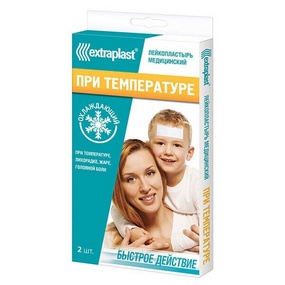 extraplast®
ЛЕЙКОПЛАСТЫРЬ
МЕДИЦИНСКИЙ
ПРИ ТЕМПЕРАТУРЕ
ОХЛАЖДАЮЩИЙ
ПРИ ТЕМПЕРАТУРЕ,
ЛИХОРАДКЕ, ЖАРЕ,
ГОЛОВНОЙ БОЛИ
2 шт.
БЫСТРОЕ ДЕЙСТВИЕ
extraplast
ЛЕЙКОПЛАСТЫРЬ МЕДИЦИНСКИЙ
ПРИ ТЕМПЕРАТУРЕ